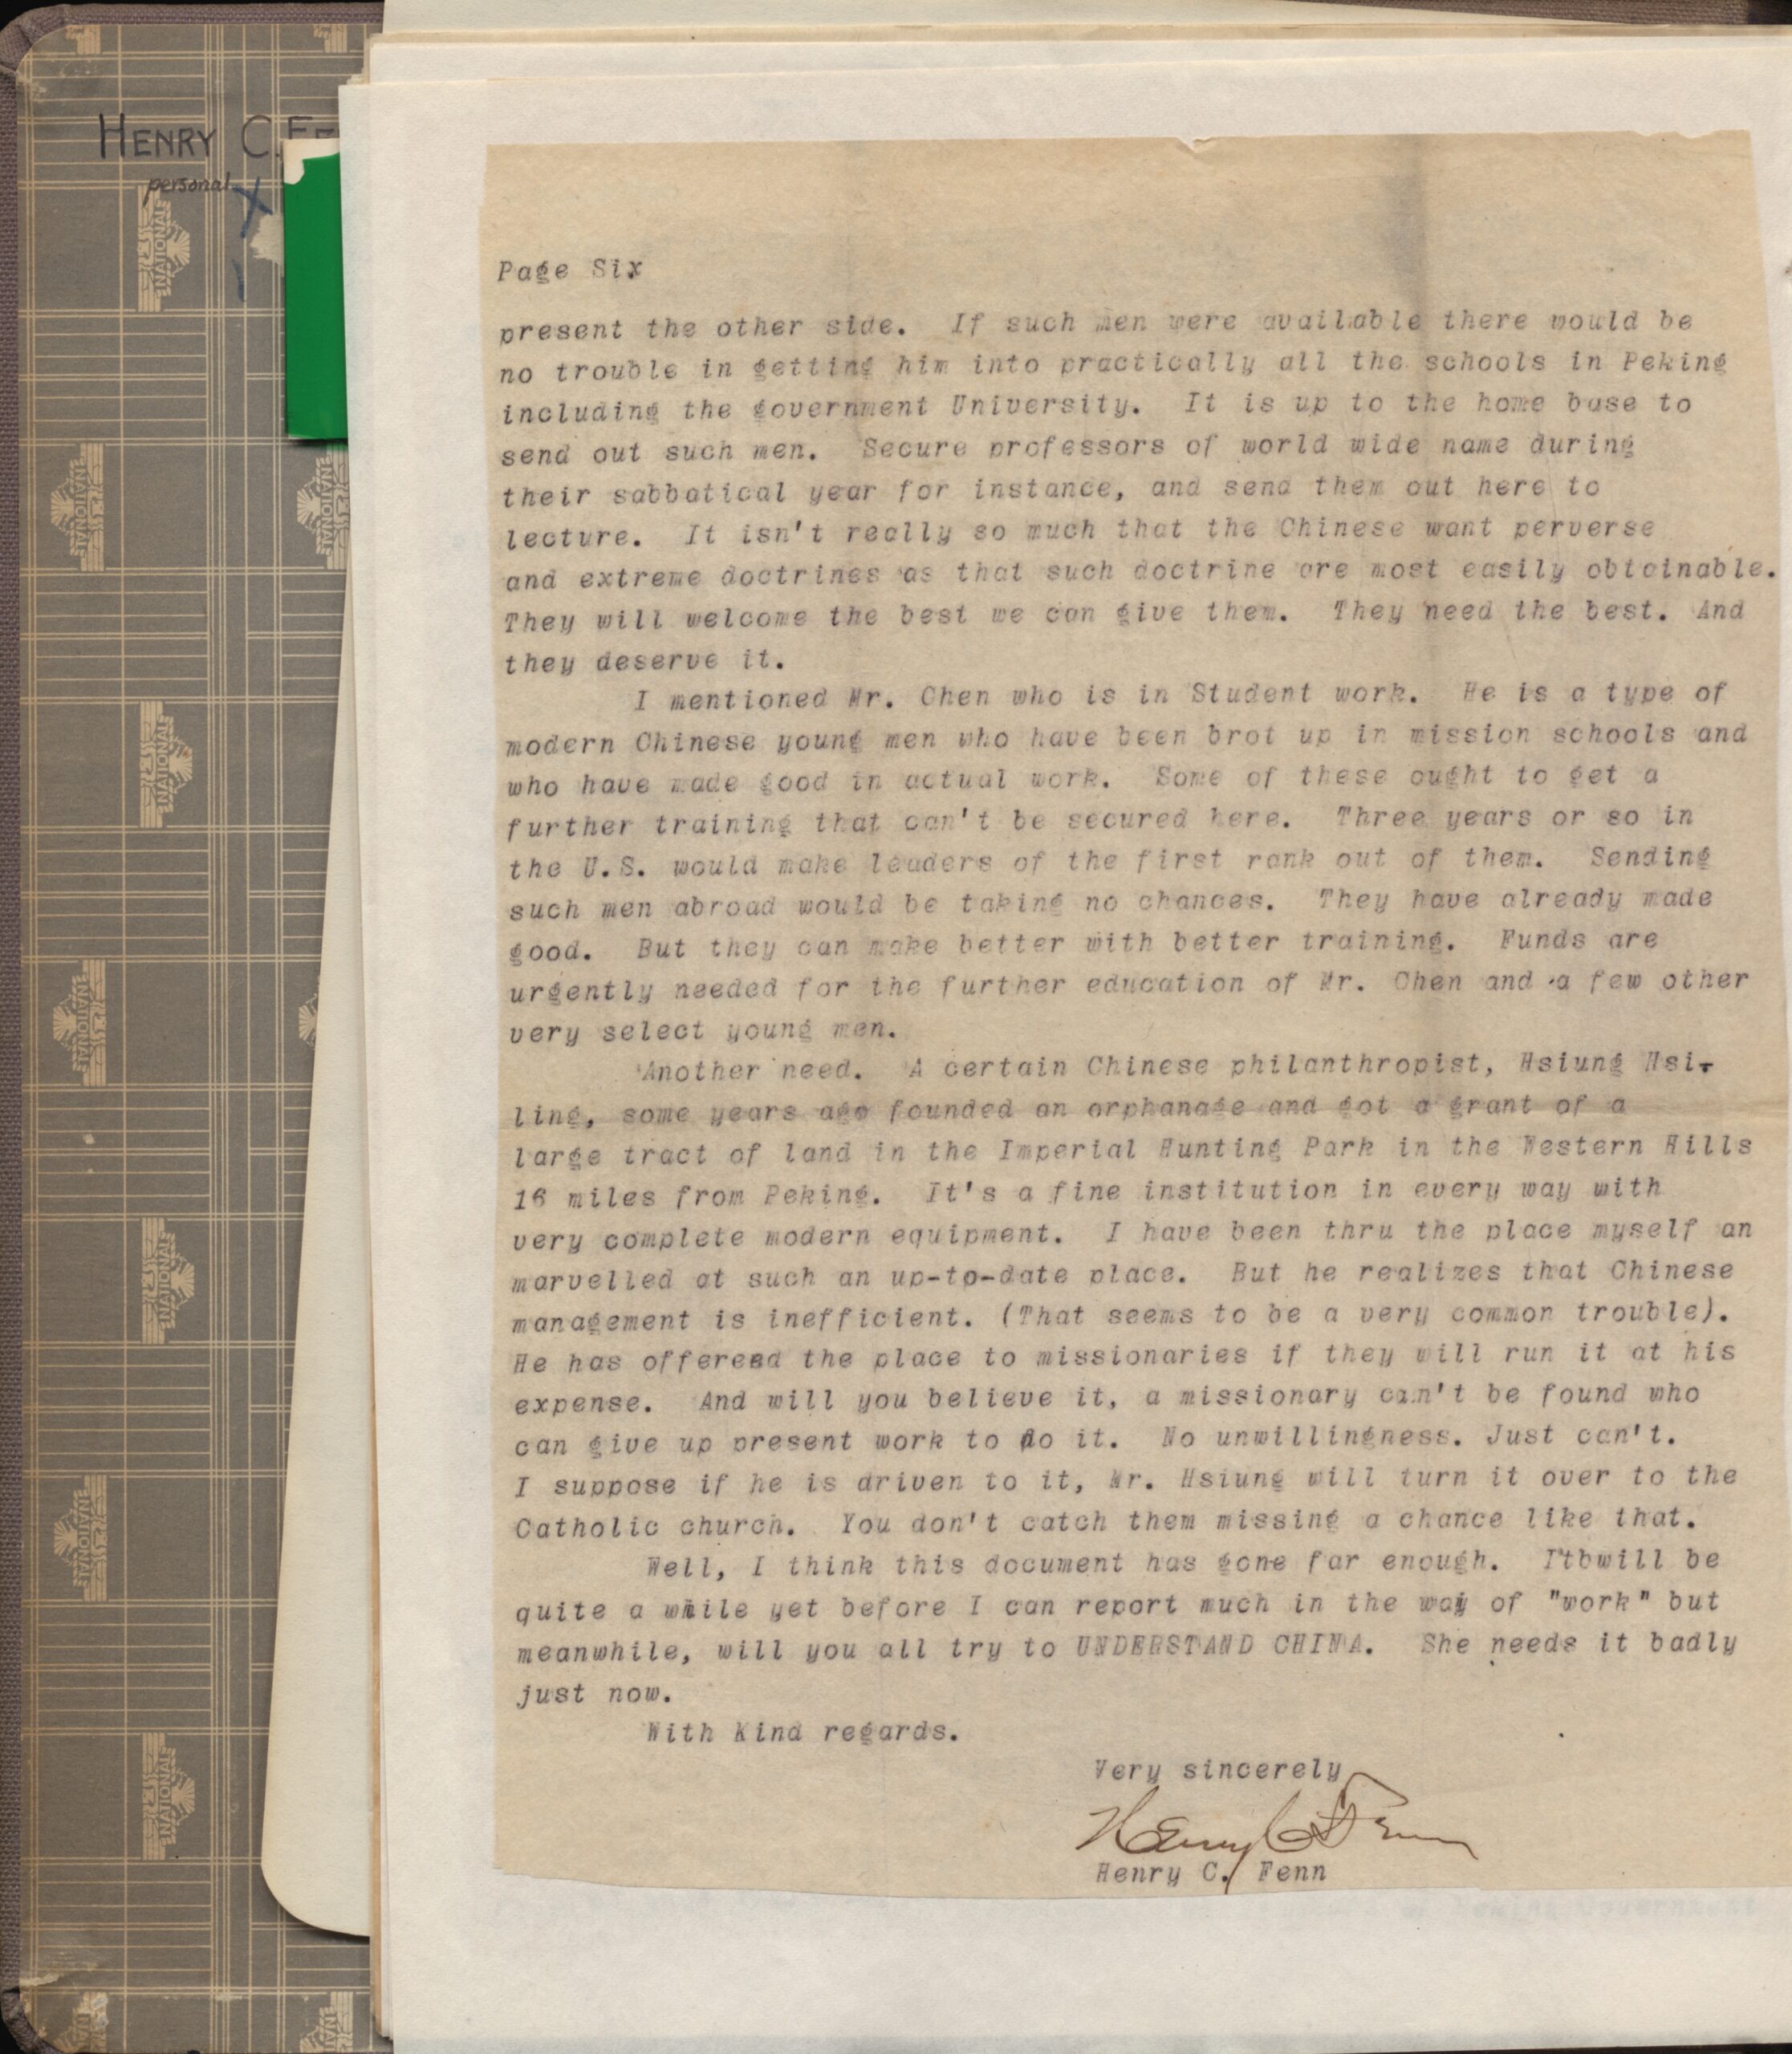 HENRY C. FE
personal
Page Six
present the other side.  If such men were available there would be
no trouble in getting him into practically all the schools in Peking
including the government University.  It is up to the home base to
send out such men.  Secure professors of world wide name during
their sabbatical year for instance, and send them out here to
lecture.  It isn't really so much that the Chinese want perverse
and extreme doctrines as that such doctrine are most easily obtainable.
They will welcome the best we can give them.  They need the best. And
they deserve it.
I mentioned Mr. Chen who is in Student work.  He is a type of
modern Chinese young men who have been brot up in mission schools and
who have made good in actual work.  Some of these ought to get a
further training that can't be secured here.  Three years or so in
the U.S. would make leaders of the first rank out of them.  Sending
such men abroad would be taking no chances.  They have already made
good.  But they can make better with better training.  Funds are
urgently needed for the further education of Mr. Chen and a few other
very select young men.
Another need.  A certain Chinese philanthropist, Hsiung Hsi-
ling, some years ago founded an orphanage and got a grant of a
large tract of land in the Imperial Hunting Park in the Western Hills
16 miles from Peking.  It's a fine institution in every way with
very complete modern equipment.  I have been thru the place myself an
marvelled at such an up-to-date place.  But he realizes that Chinese
management is inefficient. (That seems to be a very common trouble).
He has offereed the place to missionaries if they will run it at his
expense.  And will you believe it, a missionary can't be found who
can give up present work to do it.  No unwillingness. Just can't.
I suppose if he is driven to it, Mr. Hsiung will turn it over to the
Catholic church.  You don't catch them missing a chance like that.
Well, I think this document has gone far enough.  Itbwill be
quite a while yet before I can report much in the way of "work" but
meanwhile, will you all try to UNDERSTAND CHINA.  She needs it badly
just now.
With Kind regards.
Very sincerely
Henry C Fenn
Henry C. Fenn
NATIONAL
NATIONAL
NATIONAL
NATIONAL
NATIONAL
NATIONAL
NATIONAL
NATIONAL